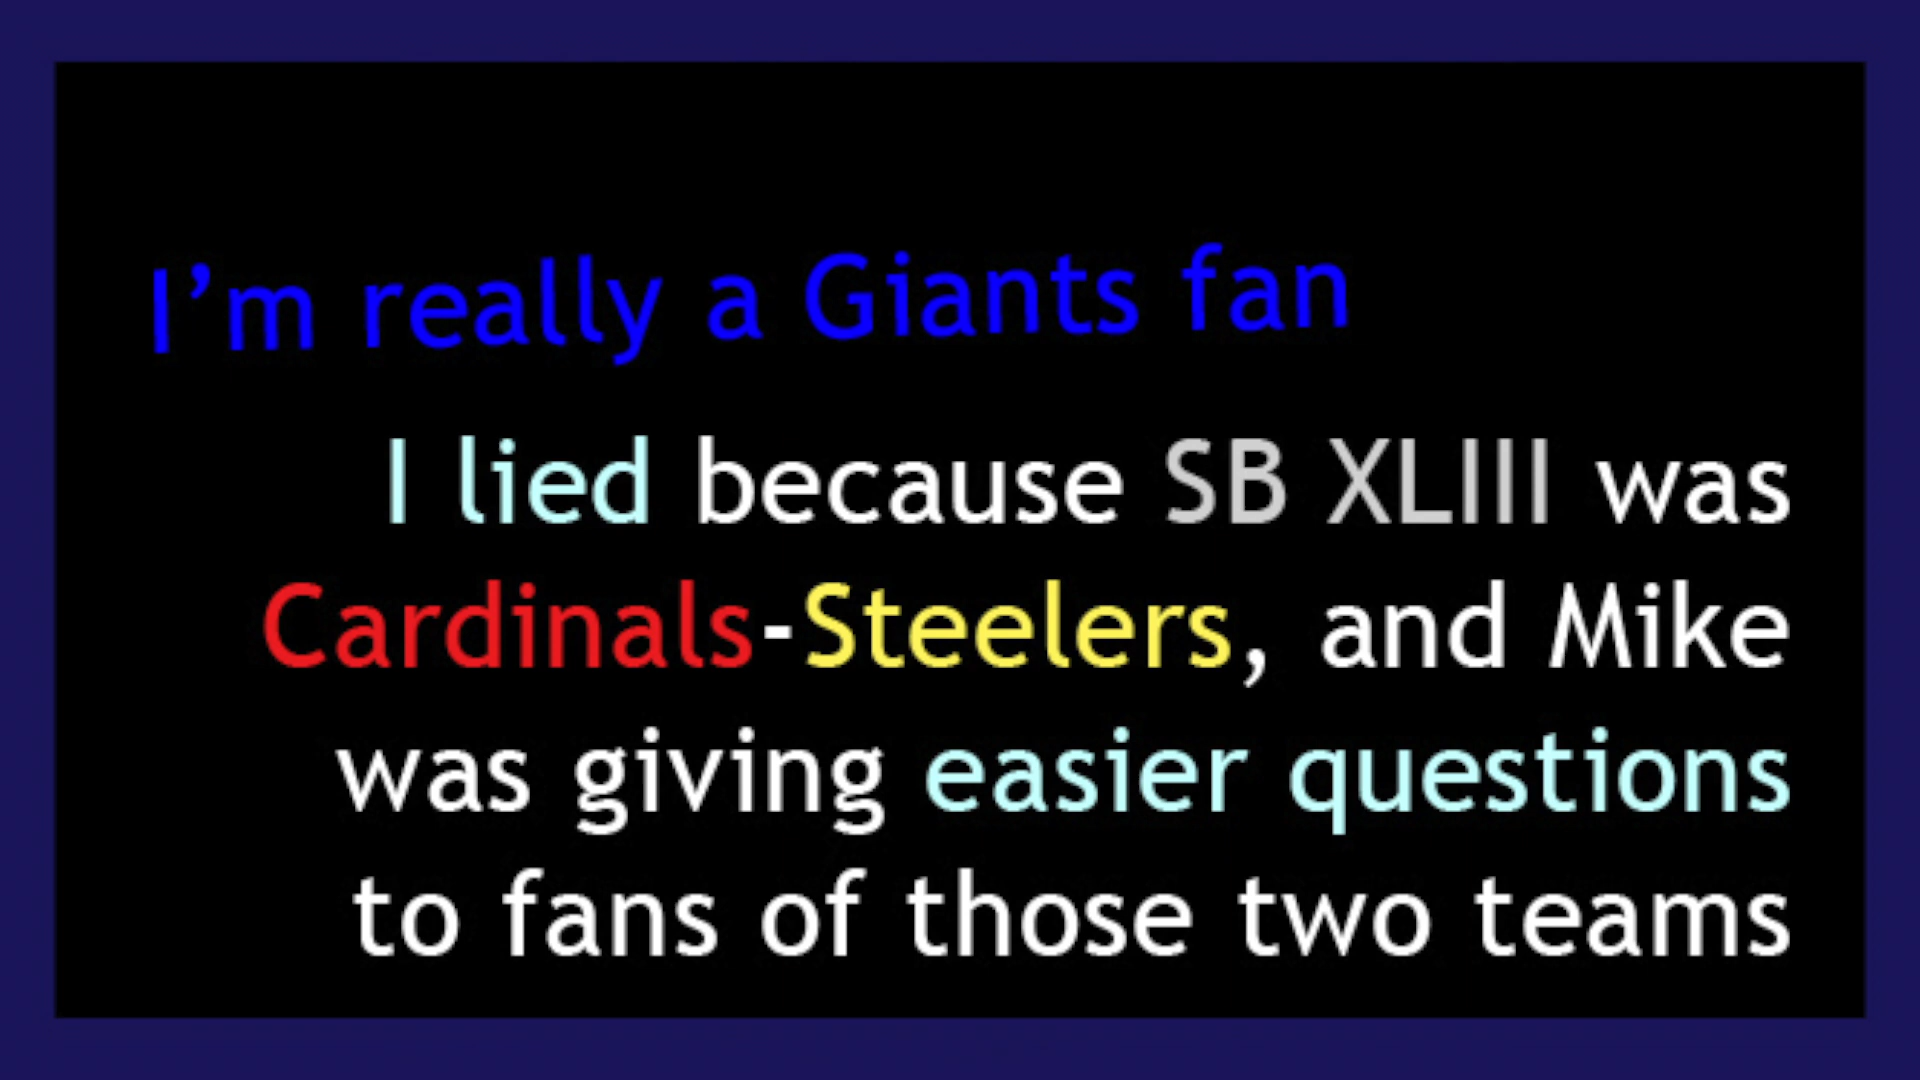 I’m really a Giants fan
I lied because SB XLIII was
Cardinals-Steelers, and Mike
was giving easier questions
to fans of those two teams